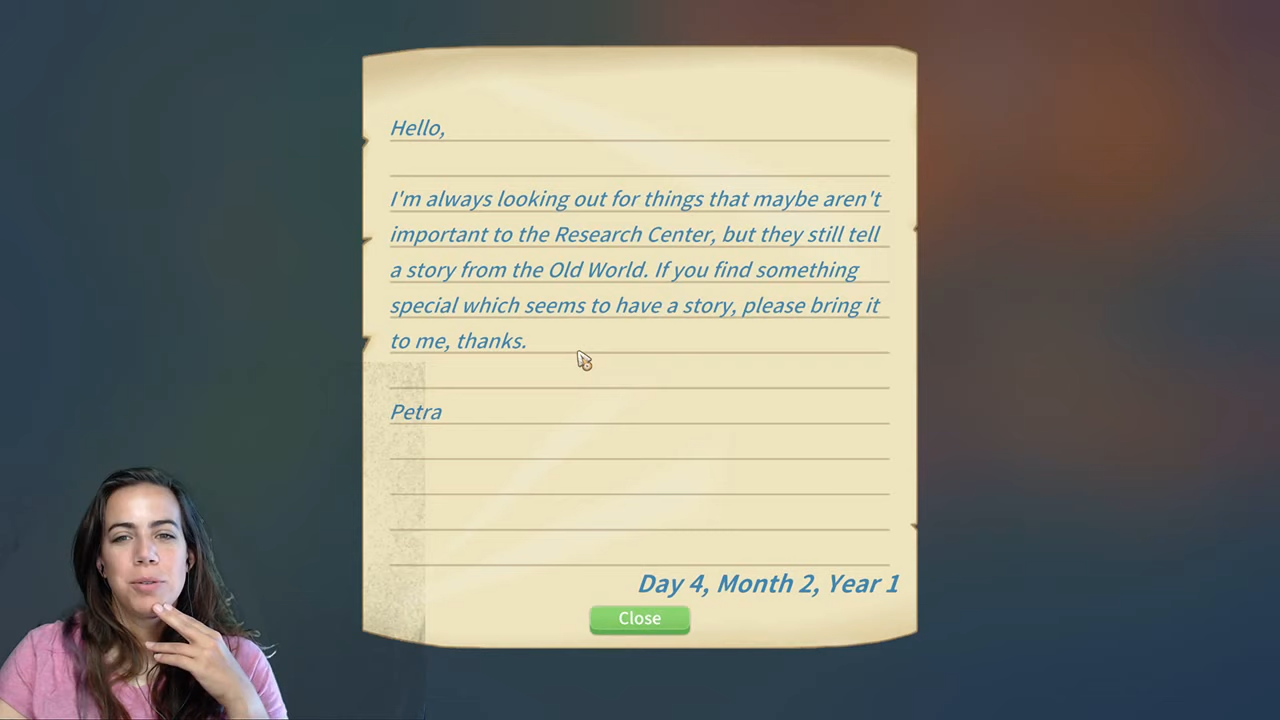 Hello,
I'm always looking out for things that maybe aren't
important to the Research Center, but they still tell
a story from the Old World. If you find something
special which seems to have a story, please bring it
to me, thanks.
Petra
Day 4, Month 2, Year 1
Close